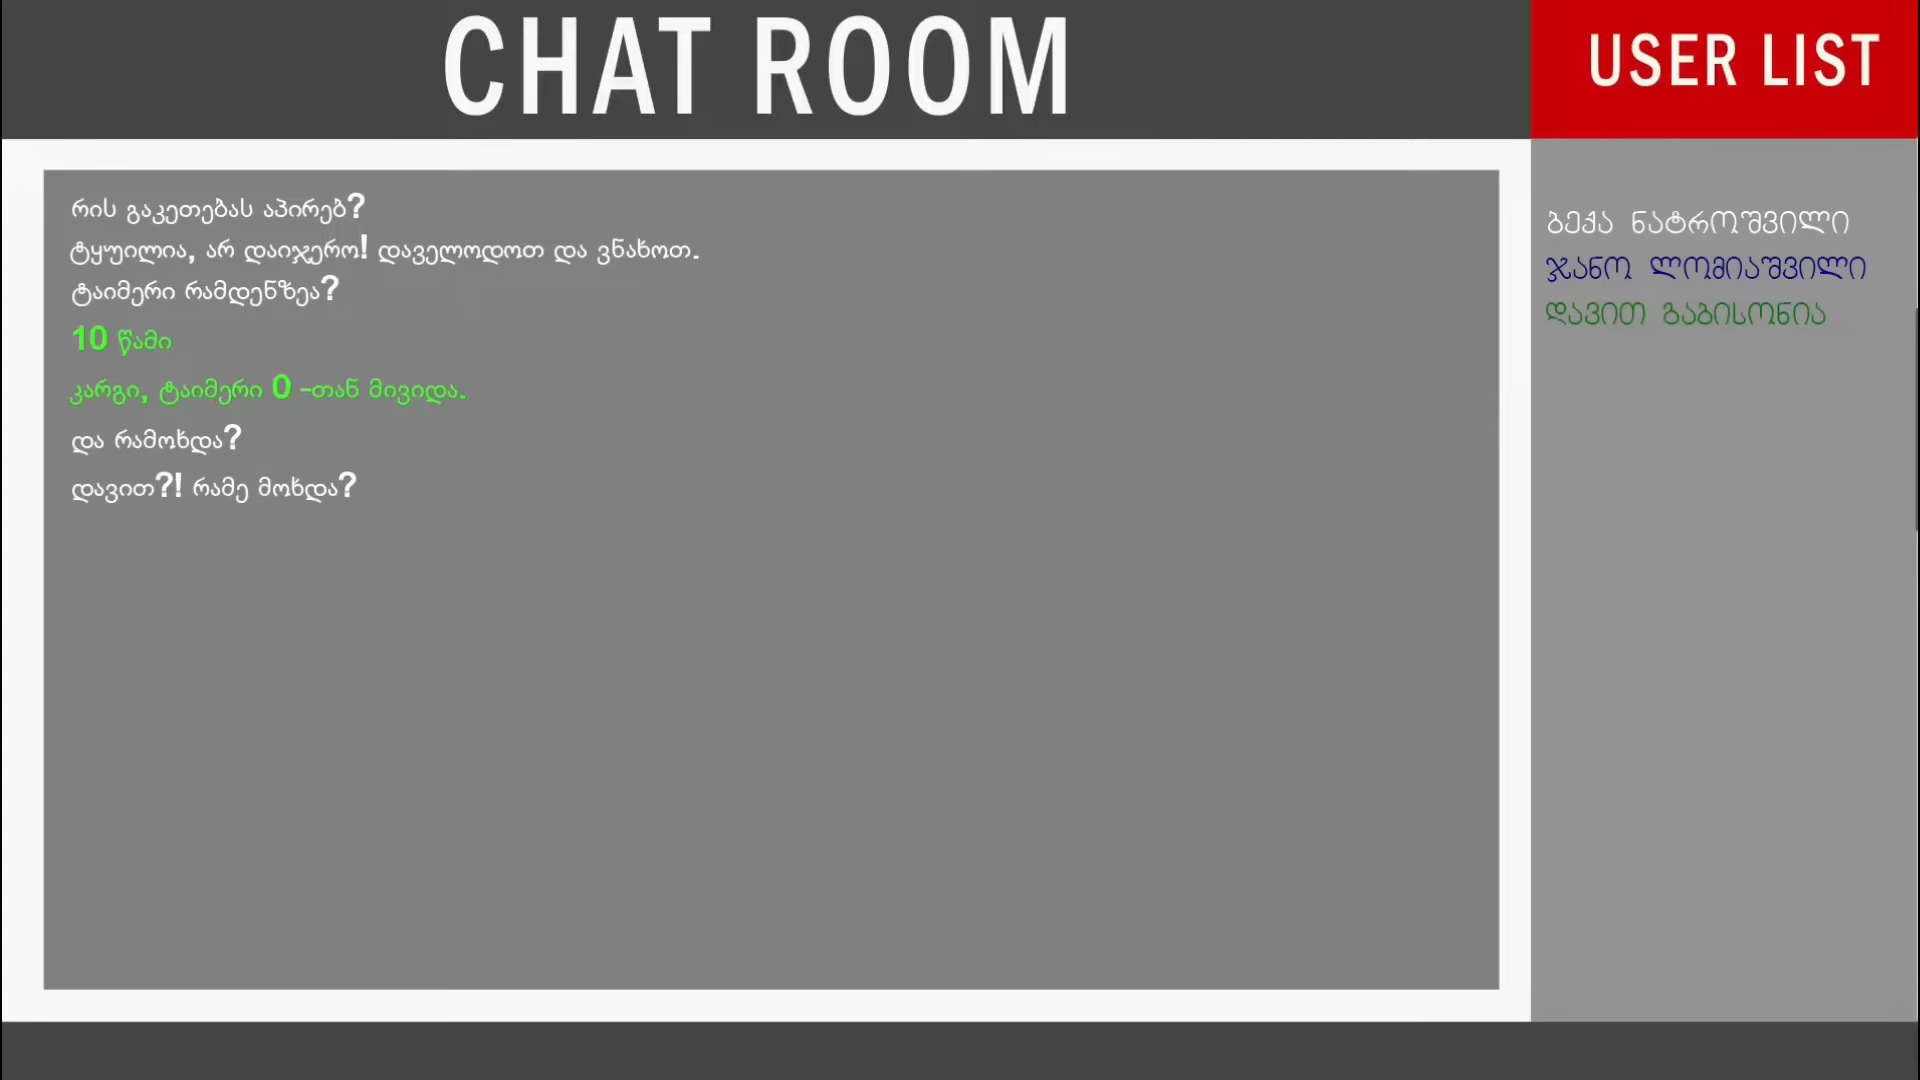 CHAT ROOM
USER LIST
რის გაკეთებას აპირებ?
ტყუილია, არ დაიჯერო! დაველოდოთ და ვნახოთ.
ტაიმერი რამდენზეა?
10 წამი
კარგი, ტაიმერი 0 -თან მივიდა.
და რამოხდა?
დავით?! რამე მოხდა?
ბექა ნატროშვილი
ჯანო ლომიაშვილი
დავით გაბისონია